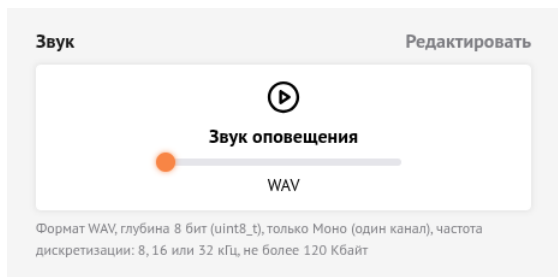 Звук
Редактировать
Звук оповещения
WAV
Формат WAV, глубина 8 бит (uint8_t), только Моно (один канал), частота
дискретизации: 8, 16 или 32 кГц, не более 120 Кбайт